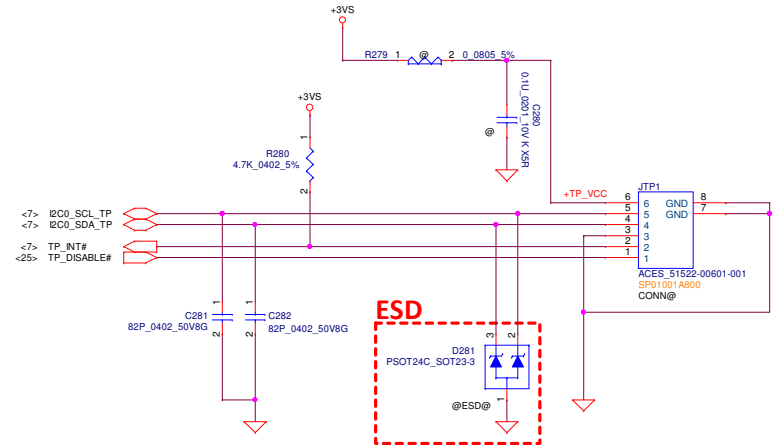 +3VS
R279 1 @ 2 0_0805_5%
0.1U_0201_10V K X5R
C280
@
+3VS
1
R280
4.7K_0402_5%
2
+TP_VCC
JTP1
6 6 GND 8
5 5 GND 7
4 4
3 3
2 2
1 1
ACES_51522-00601-001
SP01001A800
CONN@
<7> I2C0_SCL_TP
<7> I2C0_SDA_TP
<7> TP_INT#
<25> TP_DISABLE#
1 1
C281 C282
82P_0402_50V8G 82P_0402_50V8G
2 2
ESD
3 2
D281
PSOT24C_SOT23-3
1
@ESD@